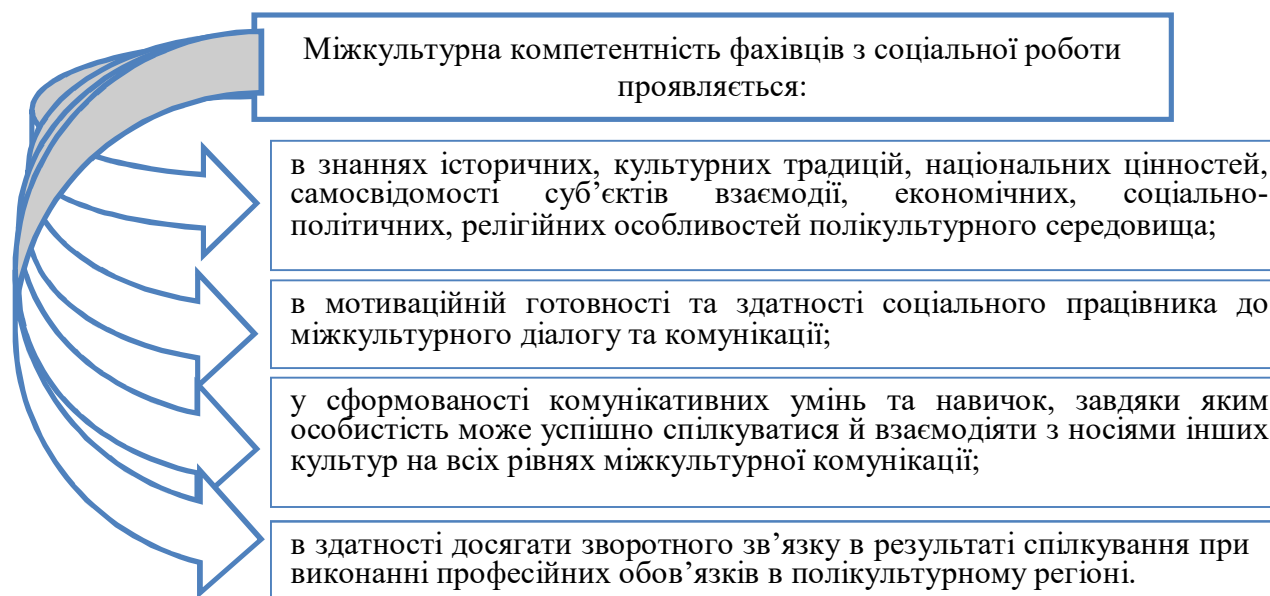 Міжкультурна компетентність фахівців з соціальної роботи
проявляється:
в знаннях історичних, культурних традицій, національних цінностей,
самосвідомості суб’єктів взаємодії, економічних, соціально-
політичних, релігійних особливостей полікультурного середовища;
в мотиваційній готовності та здатності соціального працівника до
міжкультурного діалогу та комунікації;
у сформованості комунікативних умінь та навичок, завдяки яким
особистість може успішно спілкуватися й взаємодіяти з носіями інших
культур на всіх рівнях міжкультурної комунікації;
в здатності досягати зворотного зв’язку в результаті спілкування при
виконанні професійних обов’язків в полікультурному регіоні.